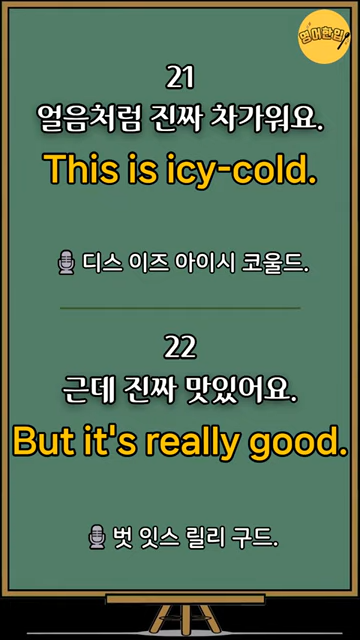 영어한입
21
얼음처럼 진짜 차가워요.
This is icy-cold.
디스 이즈 아이시 코울드.
22
근데 진짜 맛있어요.
But it's really good.
벗 잇스 릴리 구드.